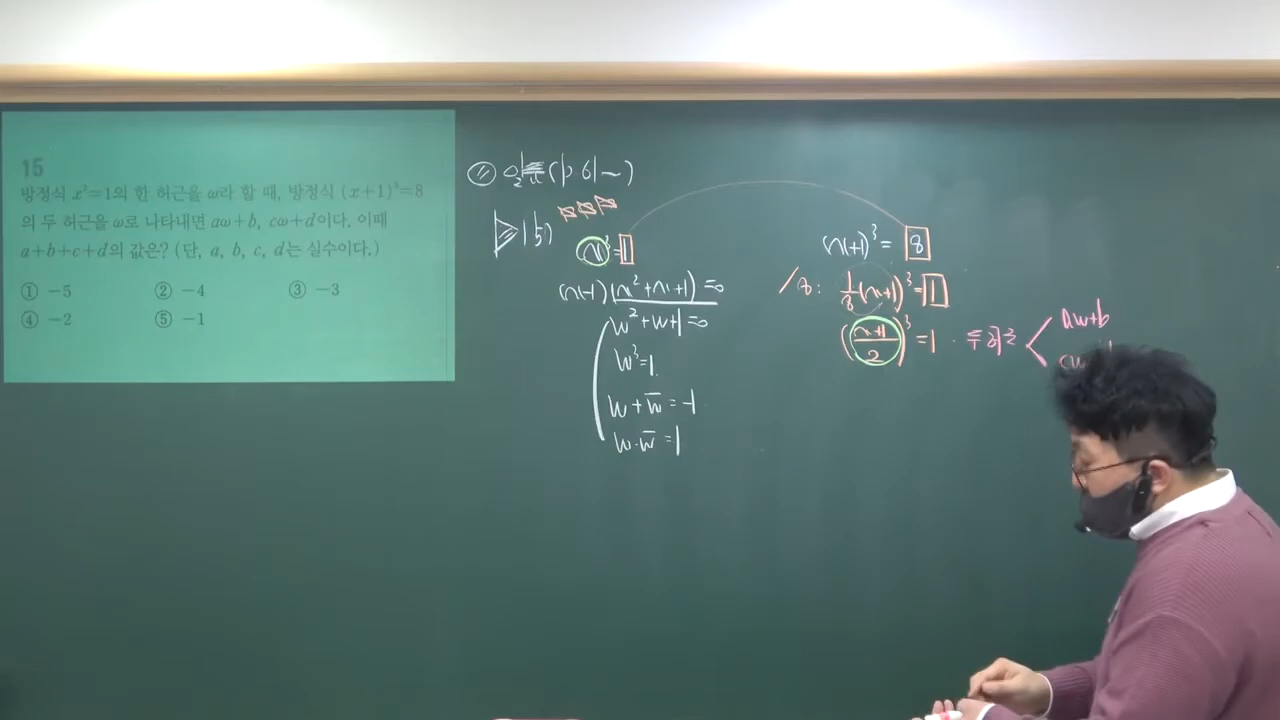 15
방정식 x³=1의 한 허근을 ω라 할 때, 방정식 (x+1)³=8
의 두 허근을 ω로 나타내면 aω+b, cω+d이다. 이때
a+b+c+d의 값은? (단, a, b, c, d는 실수이다.)
① -5 ② -4 ③ -3
④ -2 ⑤ -1
(p.61~)
15)
x³=1
(x-1)(x²+x+1)=0
w²+w+1=0
w³=1.
w+w̅=-1
w·w̅=1
(x+1)³=8
/8: 1/8(x+1)³=1
((x+1)/2)³=1. 두허근
aw+b
cw